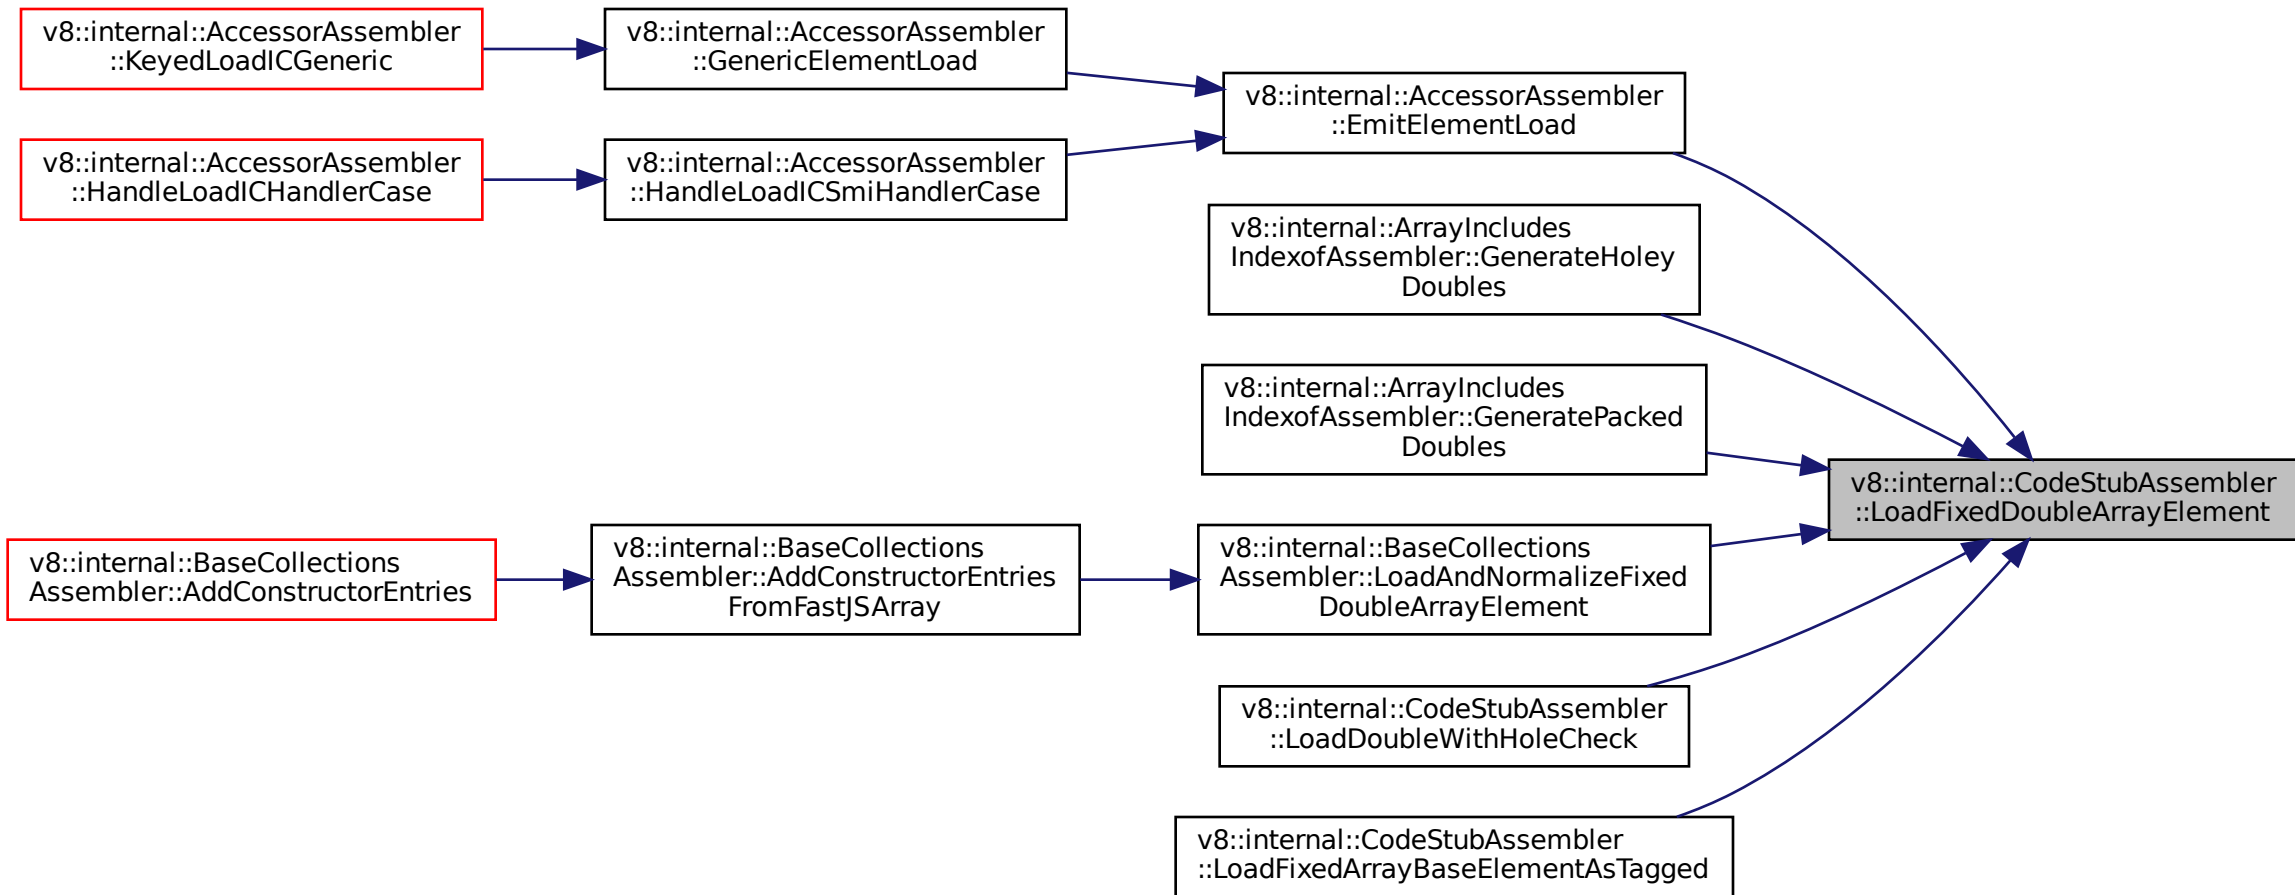 v8::internal::AccessorAssembler
::KeyedLoadICGeneric
v8::internal::AccessorAssembler
::GenericElementLoad
v8::internal::AccessorAssembler
::EmitElementLoad
v8::internal::AccessorAssembler
::HandleLoadICHandlerCase
v8::internal::AccessorAssembler
::HandleLoadICSmiHandlerCase
v8::internal::ArrayIncludes
IndexofAssembler::GenerateHoley
Doubles
v8::internal::ArrayIncludes
IndexofAssembler::GeneratePacked
Doubles
v8::internal::CodeStubAssembler
::LoadFixedDoubleArrayElement
v8::internal::BaseCollections
Assembler::AddConstructorEntries
v8::internal::BaseCollections
Assembler::AddConstructorEntries
FromFastJSArray
v8::internal::BaseCollections
Assembler::LoadAndNormalizeFixed
DoubleArrayElement
v8::internal::CodeStubAssembler
::LoadDoubleWithHoleCheck
v8::internal::CodeStubAssembler
::LoadFixedArrayBaseElementAsTagged